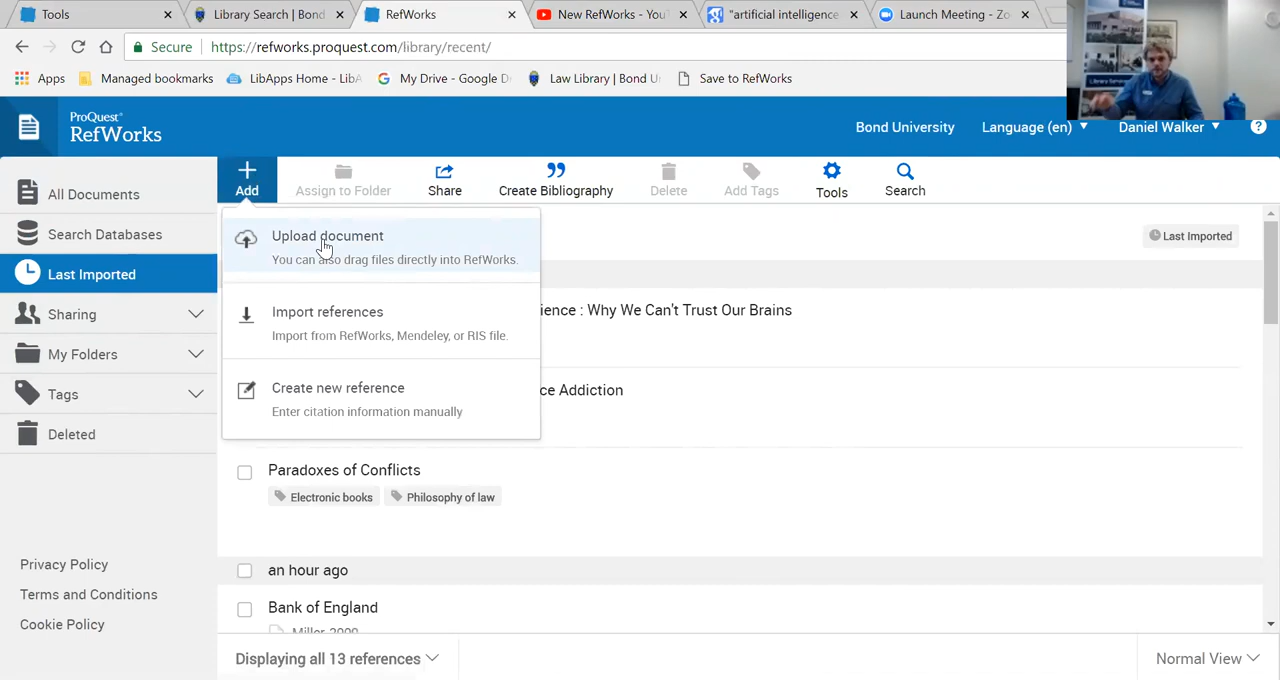 Tools
Library Search | Bond
RefWorks
New RefWorks - You
"artificial intelligence
Launch Meeting - Zo
Secure
https://refworks.proquest.com/library/recent/
Apps
Managed bookmarks
LibApps Home - LibA
My Drive - Google D
Law Library | Bond U
Save to RefWorks
ProQuest®
RefWorks
Bond University
Language (en)
Daniel Walker
?
Add
Assign to Folder
Share
Create Bibliography
Delete
Add Tags
Tools
Search
All Documents
Search Databases
Last Imported
Sharing
My Folders
Tags
Deleted
Privacy Policy
Terms and Conditions
Cookie Policy
Upload document
You can also drag files directly into RefWorks.
Import references
Import from RefWorks, Mendeley, or RIS file.
Create new reference
Enter citation information manually
Last Imported
ience : Why We Can't Trust Our Brains
ce Addiction
Paradoxes of Conflicts
Electronic books
Philosophy of law
an hour ago
Bank of England
Miller-2009
Displaying all 13 references
Normal View